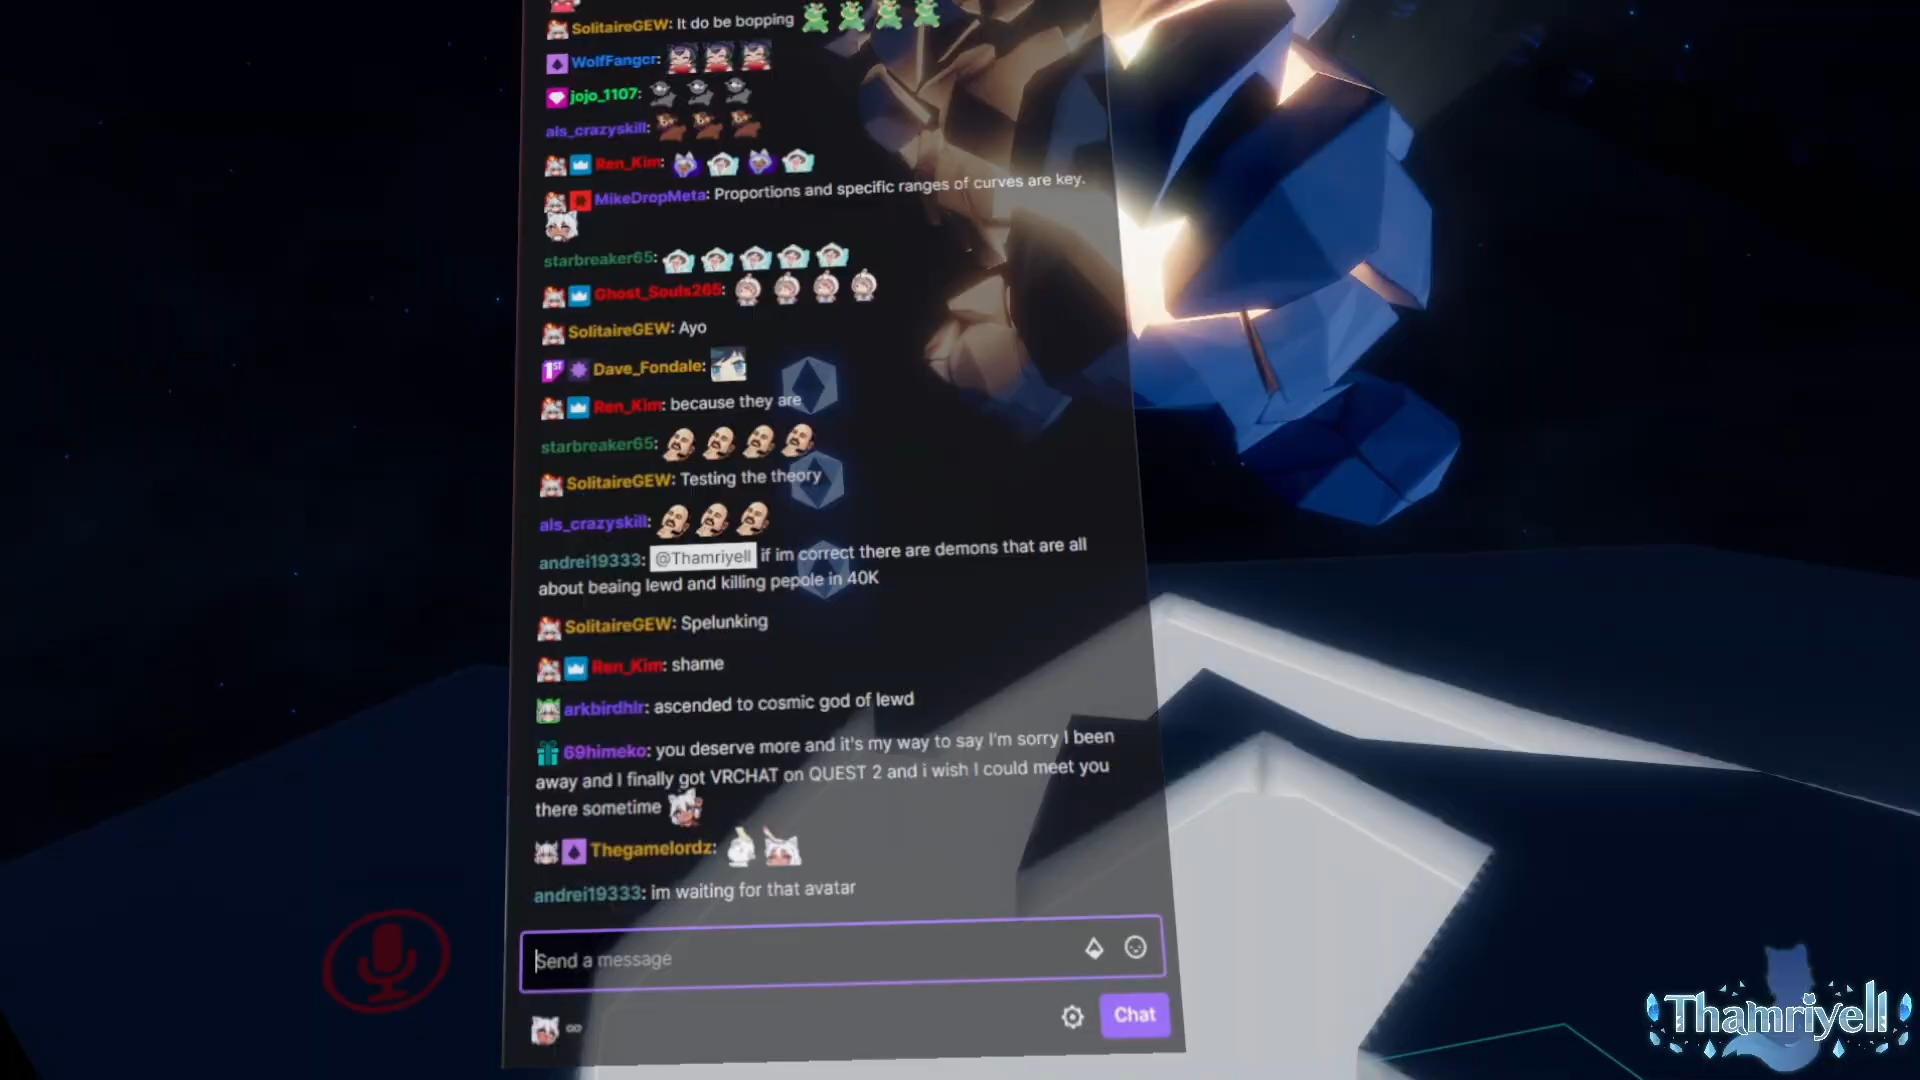 SolitaireGEW: It do be bopping
WolfFangcr:
jojo_1107:
als_crazyskill:
Ren_Kim:
MikeDropMeta: Proportions and specific ranges of curves are key.
starbreaker65:
Ghost_Souls265:
SolitaireGEW: Ayo
1ST Dave_Fondale:
Ren_Kim: because they are
starbreaker65:
SolitaireGEW: Testing the theory
als_crazyskill:
andrei19333: @Thamriyell if im correct there are demons that are all
about beaing lewd and killing pepole in 40K
SolitaireGEW: Spelunking
Ren_Kim: shame
arkbirdhlr: ascended to cosmic god of lewd
69himeko: you deserve more and it's my way to say I'm sorry I been
away and I finally got VRCHAT on QUEST 2 and i wish I could meet you
there sometime
Thegamelordz:
andrei19333: im waiting for that avatar
Send a message
∞
Chat
Thamriyell